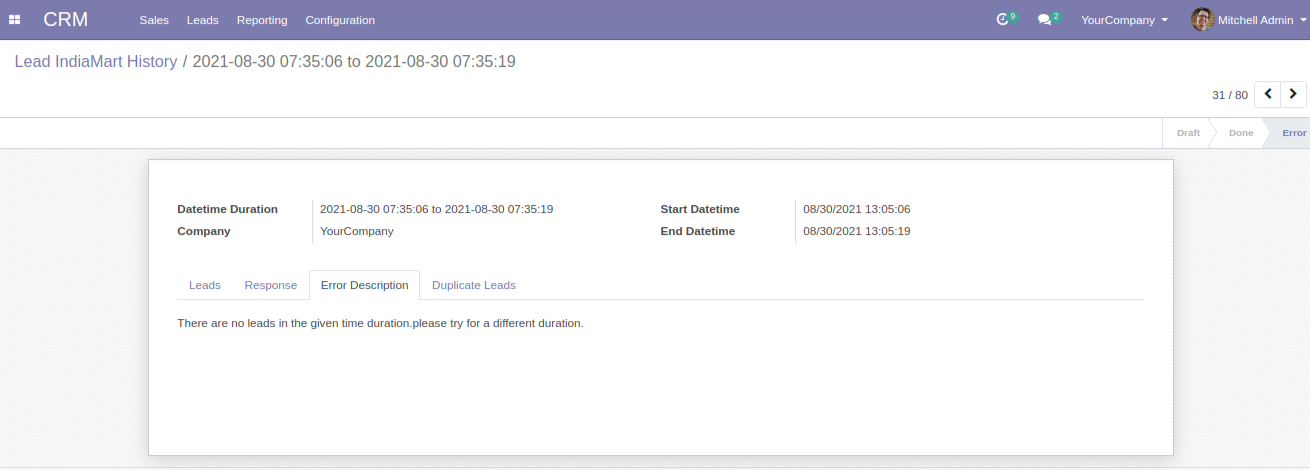 CRM Sales Leads Reporting Configuration 9 2 YourCompany Mitchell Admin
Lead IndiaMart History / 2021-08-30 07:35:06 to 2021-08-30 07:35:19
31 / 80
Draft Done Error
Datetime Duration 2021-08-30 07:35:06 to 2021-08-30 07:35:19 Start Datetime 08/30/2021 13:05:06
Company YourCompany End Datetime 08/30/2021 13:05:19
Leads Response Error Description Duplicate Leads
There are no leads in the given time duration.please try for a different duration.